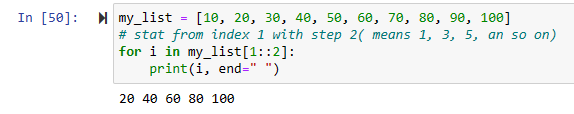 In [50]: my_list = [10, 20, 30, 40, 50, 60, 70, 80, 90, 100]
# stat from index 1 with step 2( means 1, 3, 5, an so on)
for i in my_list[1::2]:
    print(i, end=" ")
20 40 60 80 100